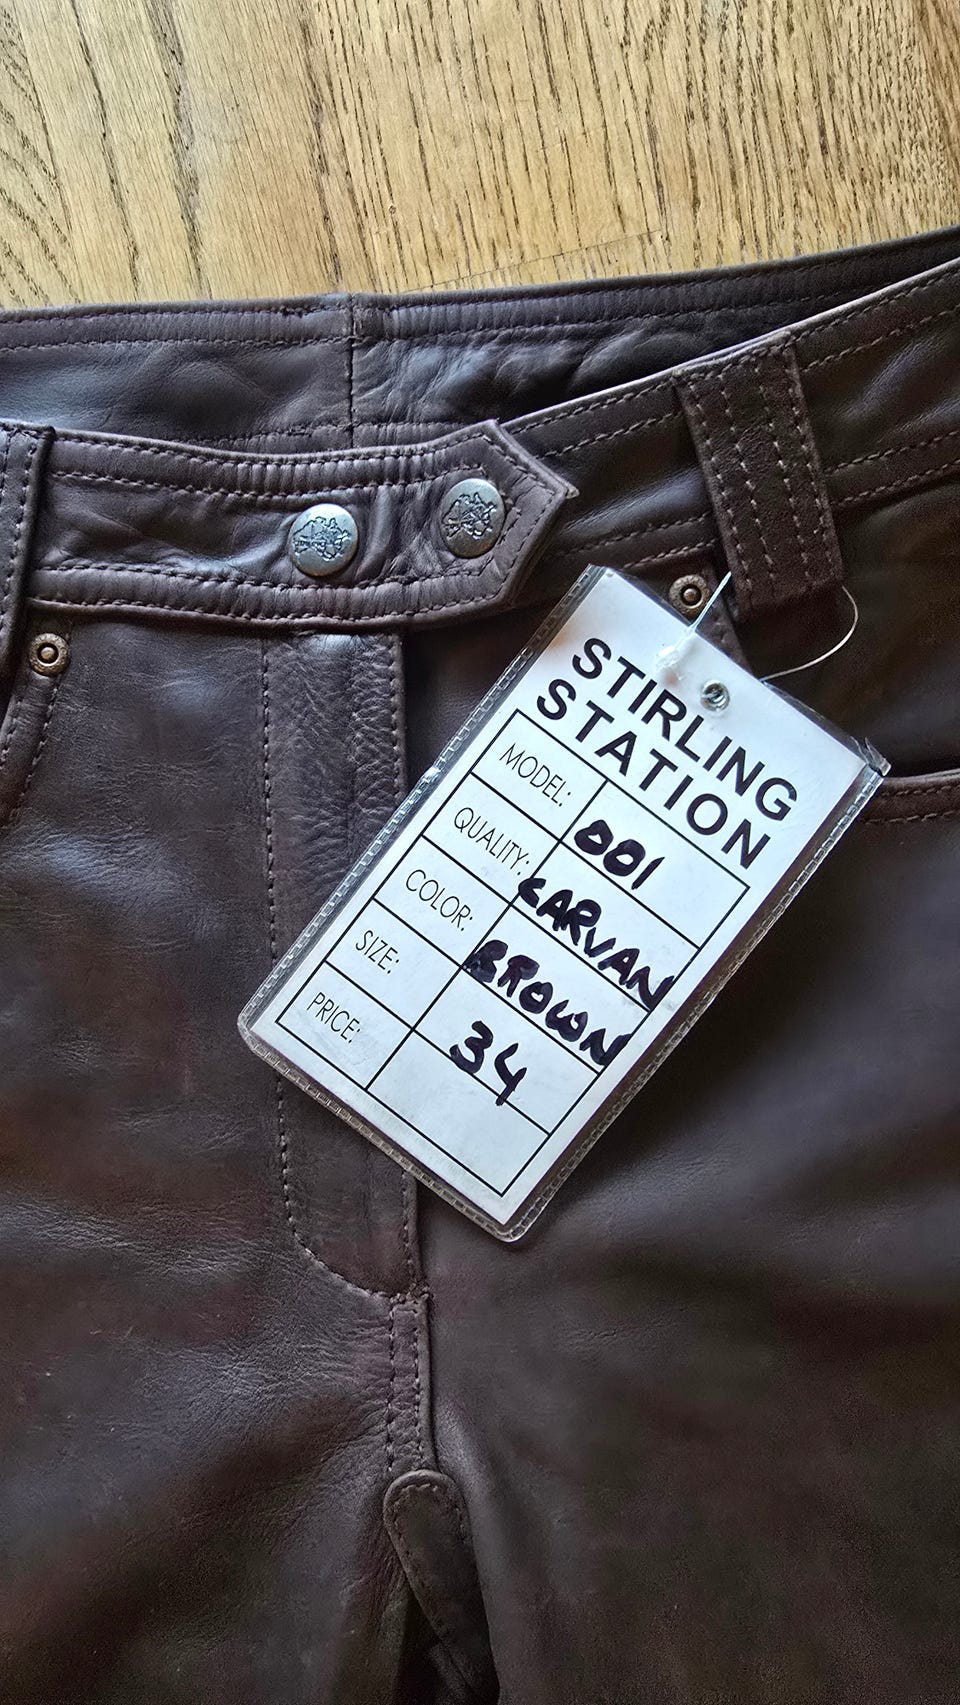 STIRLING
STATION
MODEL: 001
QUALITY: CARVAN
COLOR: BROWN
SIZE: 34
PRICE: